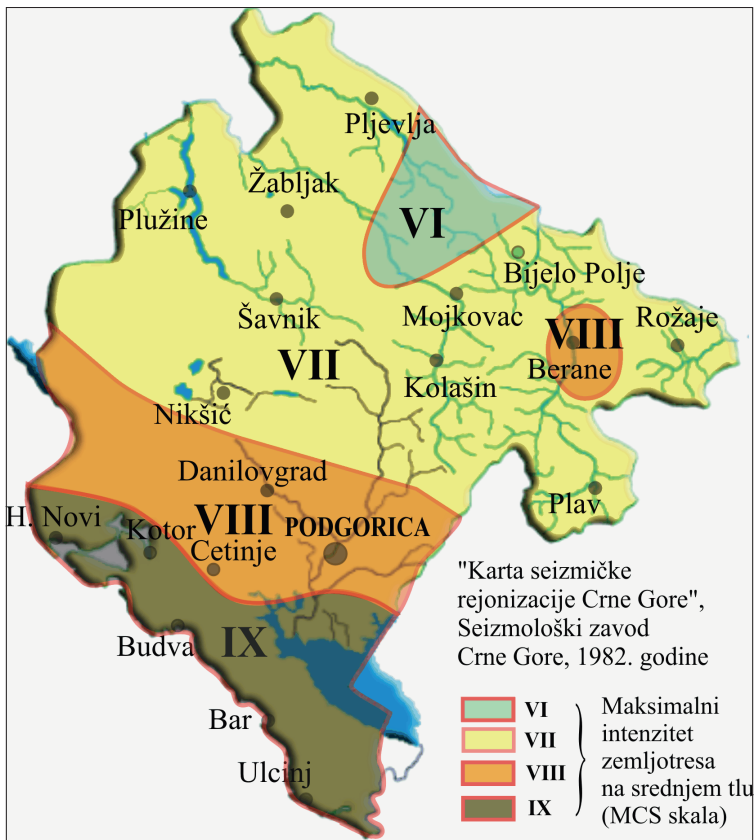 Pljevlja
Žabljak
Plužine
VI
Bijelo Polje
Šavnik
Mojkovac
VIII
Rožaje
VII
Kolašin
Berane
Nikšić
Danilovgrad
Plav
H. Novi
Kotor
VIII
PODGORICA
Cetinje
Budva
IX
Bar
Ulcinj
"Karta seizmičke
rejonizacije Crne Gore",
Seizmološki zavod
Crne Gore, 1982. godine
VI
VII
VIII
IX
Maksimalni
intenzitet
zemljotresa
na srednjem tlu
(MCS skala)